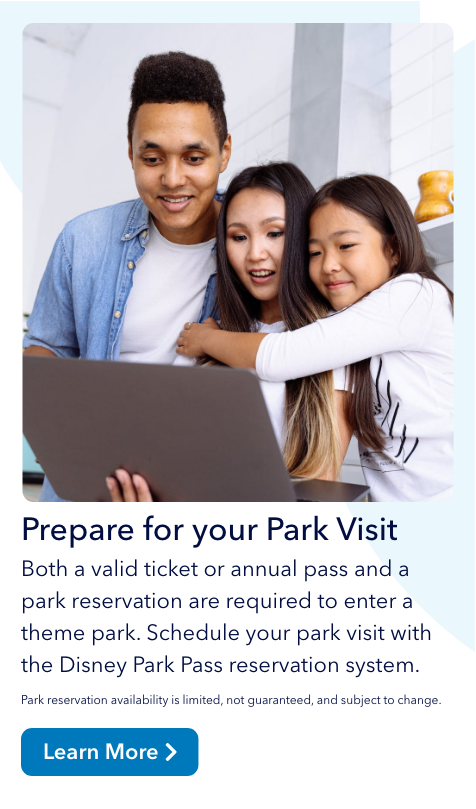 Prepare for your Park Visit
Both a valid ticket or annual pass and a
park reservation are required to enter a
theme park. Schedule your park visit with
the Disney Park Pass reservation system.
Park reservation availability is limited, not guaranteed, and subject to change.
Learn More